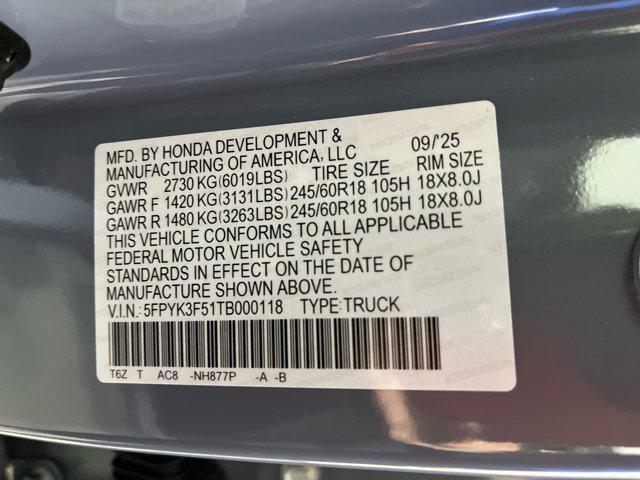 MFD. BY HONDA DEVELOPMENT & 09/'25
MANUFACTURING OF AMERICA, LLC
GVWR 2730 KG(6019LBS) TIRE SIZE RIM SIZE
GAWR F 1420 KG(3131LBS) 245/60R18 105H 18X8.0J
GAWR R 1480 KG(3263LBS) 245/60R18 105H 18X8.0J
THIS VEHICLE CONFORMS TO ALL APPLICABLE
FEDERAL MOTOR VEHICLE SAFETY
STANDARDS IN EFFECT ON THE DATE OF
MANUFACTURE SHOWN ABOVE.
V.I.N.: 5FPYK3F51TB000118 TYPE:TRUCK
T6Z T AC8 -NH877P -A -B